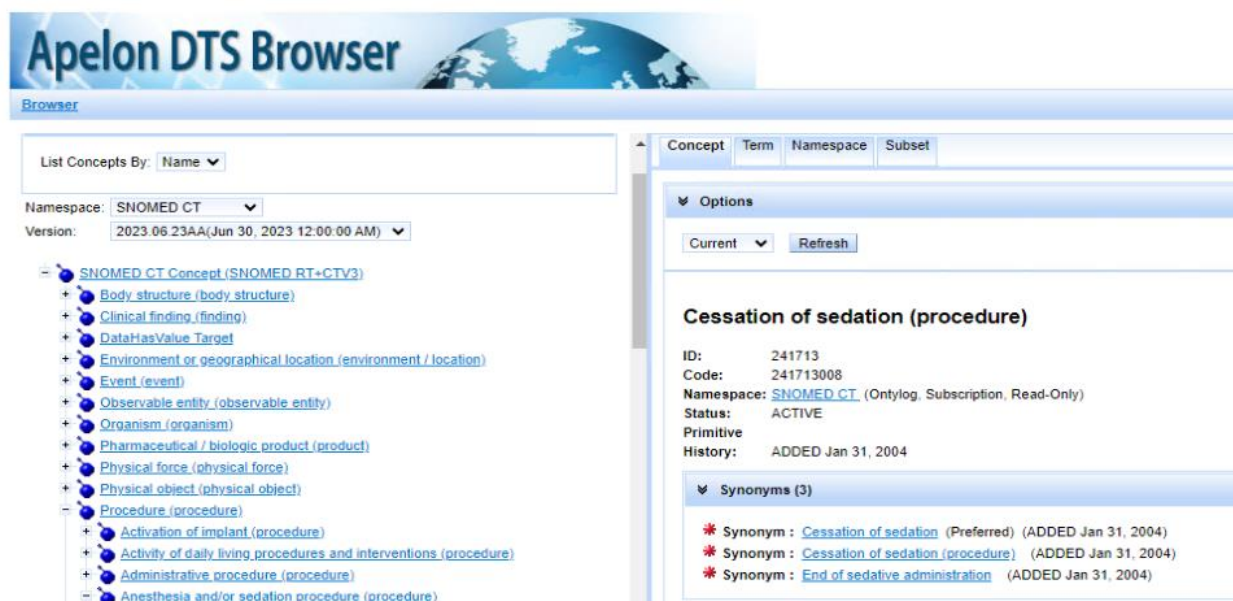 Apelon DTS Browser
Browser
List Concepts By: Name
Namespace: SNOMED CT
Version: 2023.06.23AA(Jun 30, 2023 12:00:00 AM)
SNOMED CT Concept (SNOMED RT+CTV3)
Body structure (body structure)
Clinical finding (finding)
DataHasValue Target
Environment or geographical location (environment / location)
Event (event)
Observable entity (observable entity)
Organism (organism)
Pharmaceutical / biologic product (product)
Physical force (physical force)
Physical object (physical object)
Procedure (procedure)
Activation of implant (procedure)
Activity of daily living procedures and interventions (procedure)
Administrative procedure (procedure)
Anesthesia and/or sedation procedure (procedure)
Concept Term Namespace Subset
Options
Current Refresh
Cessation of sedation (procedure)
ID: 241713
Code: 241713008
Namespace: SNOMED CT (Ontylog, Subscription, Read-Only)
Status: ACTIVE
Primitive
History: ADDED Jan 31, 2004
Synonyms (3)
Synonym : Cessation of sedation (Preferred) (ADDED Jan 31, 2004)
Synonym : Cessation of sedation (procedure) (ADDED Jan 31, 2004)
Synonym : End of sedative administration (ADDED Jan 31, 2004)